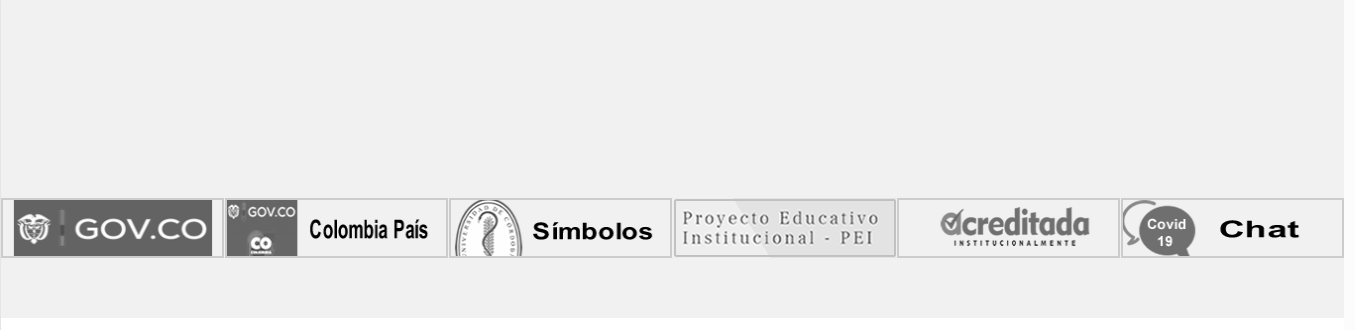 GOV.CO
GOV.CO
CO
COLOMBIA
Colombia País
UNIVERSIDAD DE CÓRDOBA
Símbolos
Proyecto Educativo
Institucional - PEI
acreditada
INSTITUCIONALMENTE
Covid
19
Chat